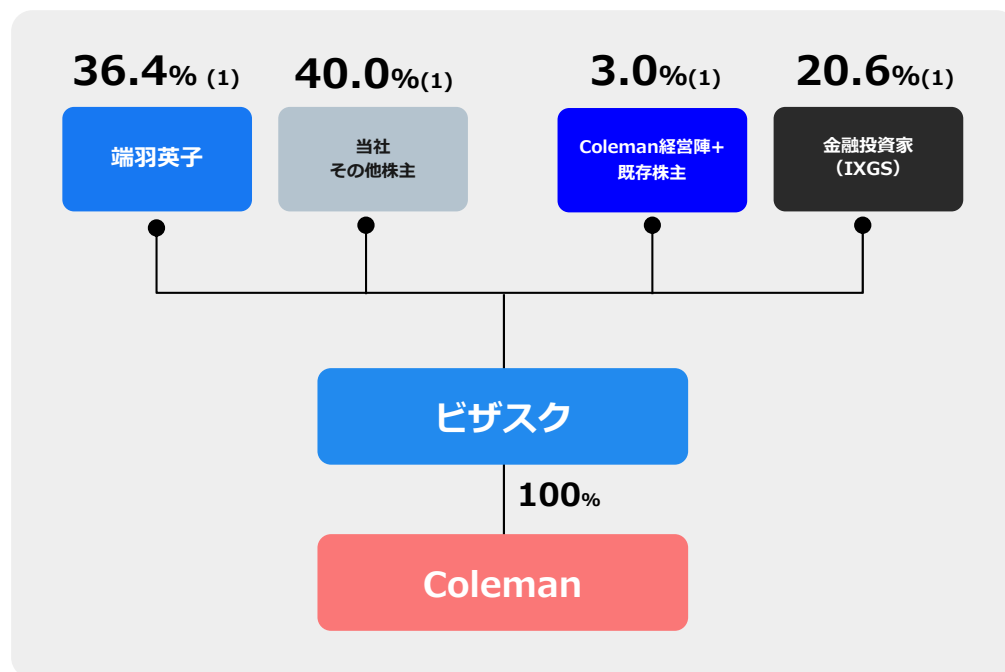 36.4% (1)
40.0%(1)
3.0%(1)
20.6%(1)
端羽英子
当社
その他株主
Coleman経営陣+
既存株主
金融投資家
（IXGS）
ビザスク
100%
Coleman